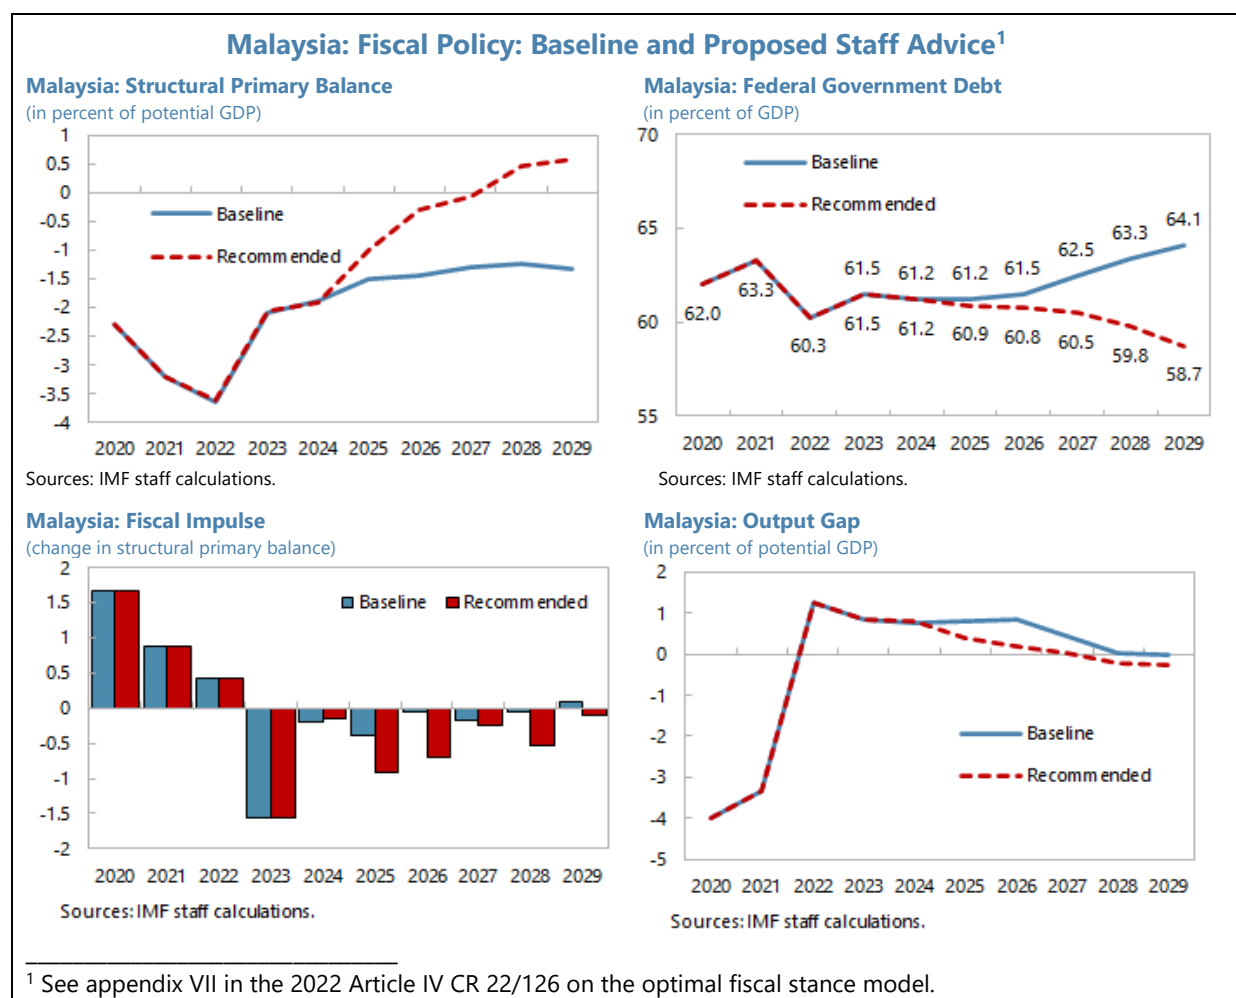 Malaysia: Fiscal Policy: Baseline and Proposed Staff Advice1
Malaysia: Structural Primary Balance
(in percent of potential GDP)
1
0.5
0
-0.5
-1
-1.5
-2
-2.5
-3
-3.5
-4
Baseline
Recommended
2020 2021 2022 2023 2024 2025 2026 2027 2028 2029
Sources: IMF staff calculations.
Malaysia: Federal Government Debt
(in percent of GDP)
70
65
60
55
Baseline
Recommended
61.5 61.2 61.2 61.5 62.5 63.3 64.1
62.0 63.3 60.3 61.5 61.2 60.9 60.8 60.5 59.8 58.7
2020 2021 2022 2023 2024 2025 2026 2027 2028 2029
Sources: IMF staff calculations.
Malaysia: Fiscal Impulse
(change in structural primary balance)
2
1.5
1
0.5
0
-0.5
-1
-1.5
-2
Baseline Recommended
2020 2021 2022 2023 2024 2025 2026 2027 2028 2029
Sources: IMF staff calculations.
Malaysia: Output Gap
(in percent of potential GDP)
2
1
0
-1
-2
-3
-4
-5
Baseline
Recommended
2020 2021 2022 2023 2024 2025 2026 2027 2028 2029
Sources: IMF staff calculations.
1 See appendix VII in the 2022 Article IV CR 22/126 on the optimal fiscal stance model.